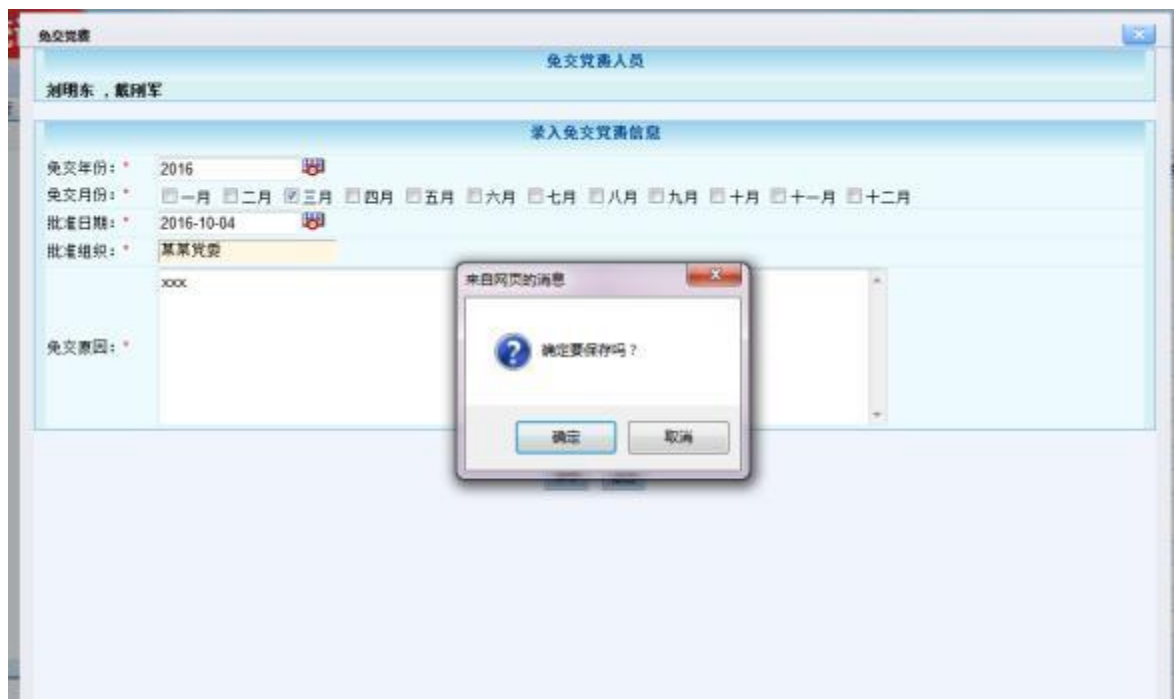 免交党费
免交党费人员
刘明东 ，戴刚军
录入免交党费信息
免交年份：* 2016
免交月份：* 一月 二月 三月 四月 五月 六月 七月 八月 九月 十月 十一月 十二月
批准日期：* 2016-10-04
批准组织：* 某某党委
免交原因：* xxx
来自网页的消息
确定要保存吗？
确定 取消